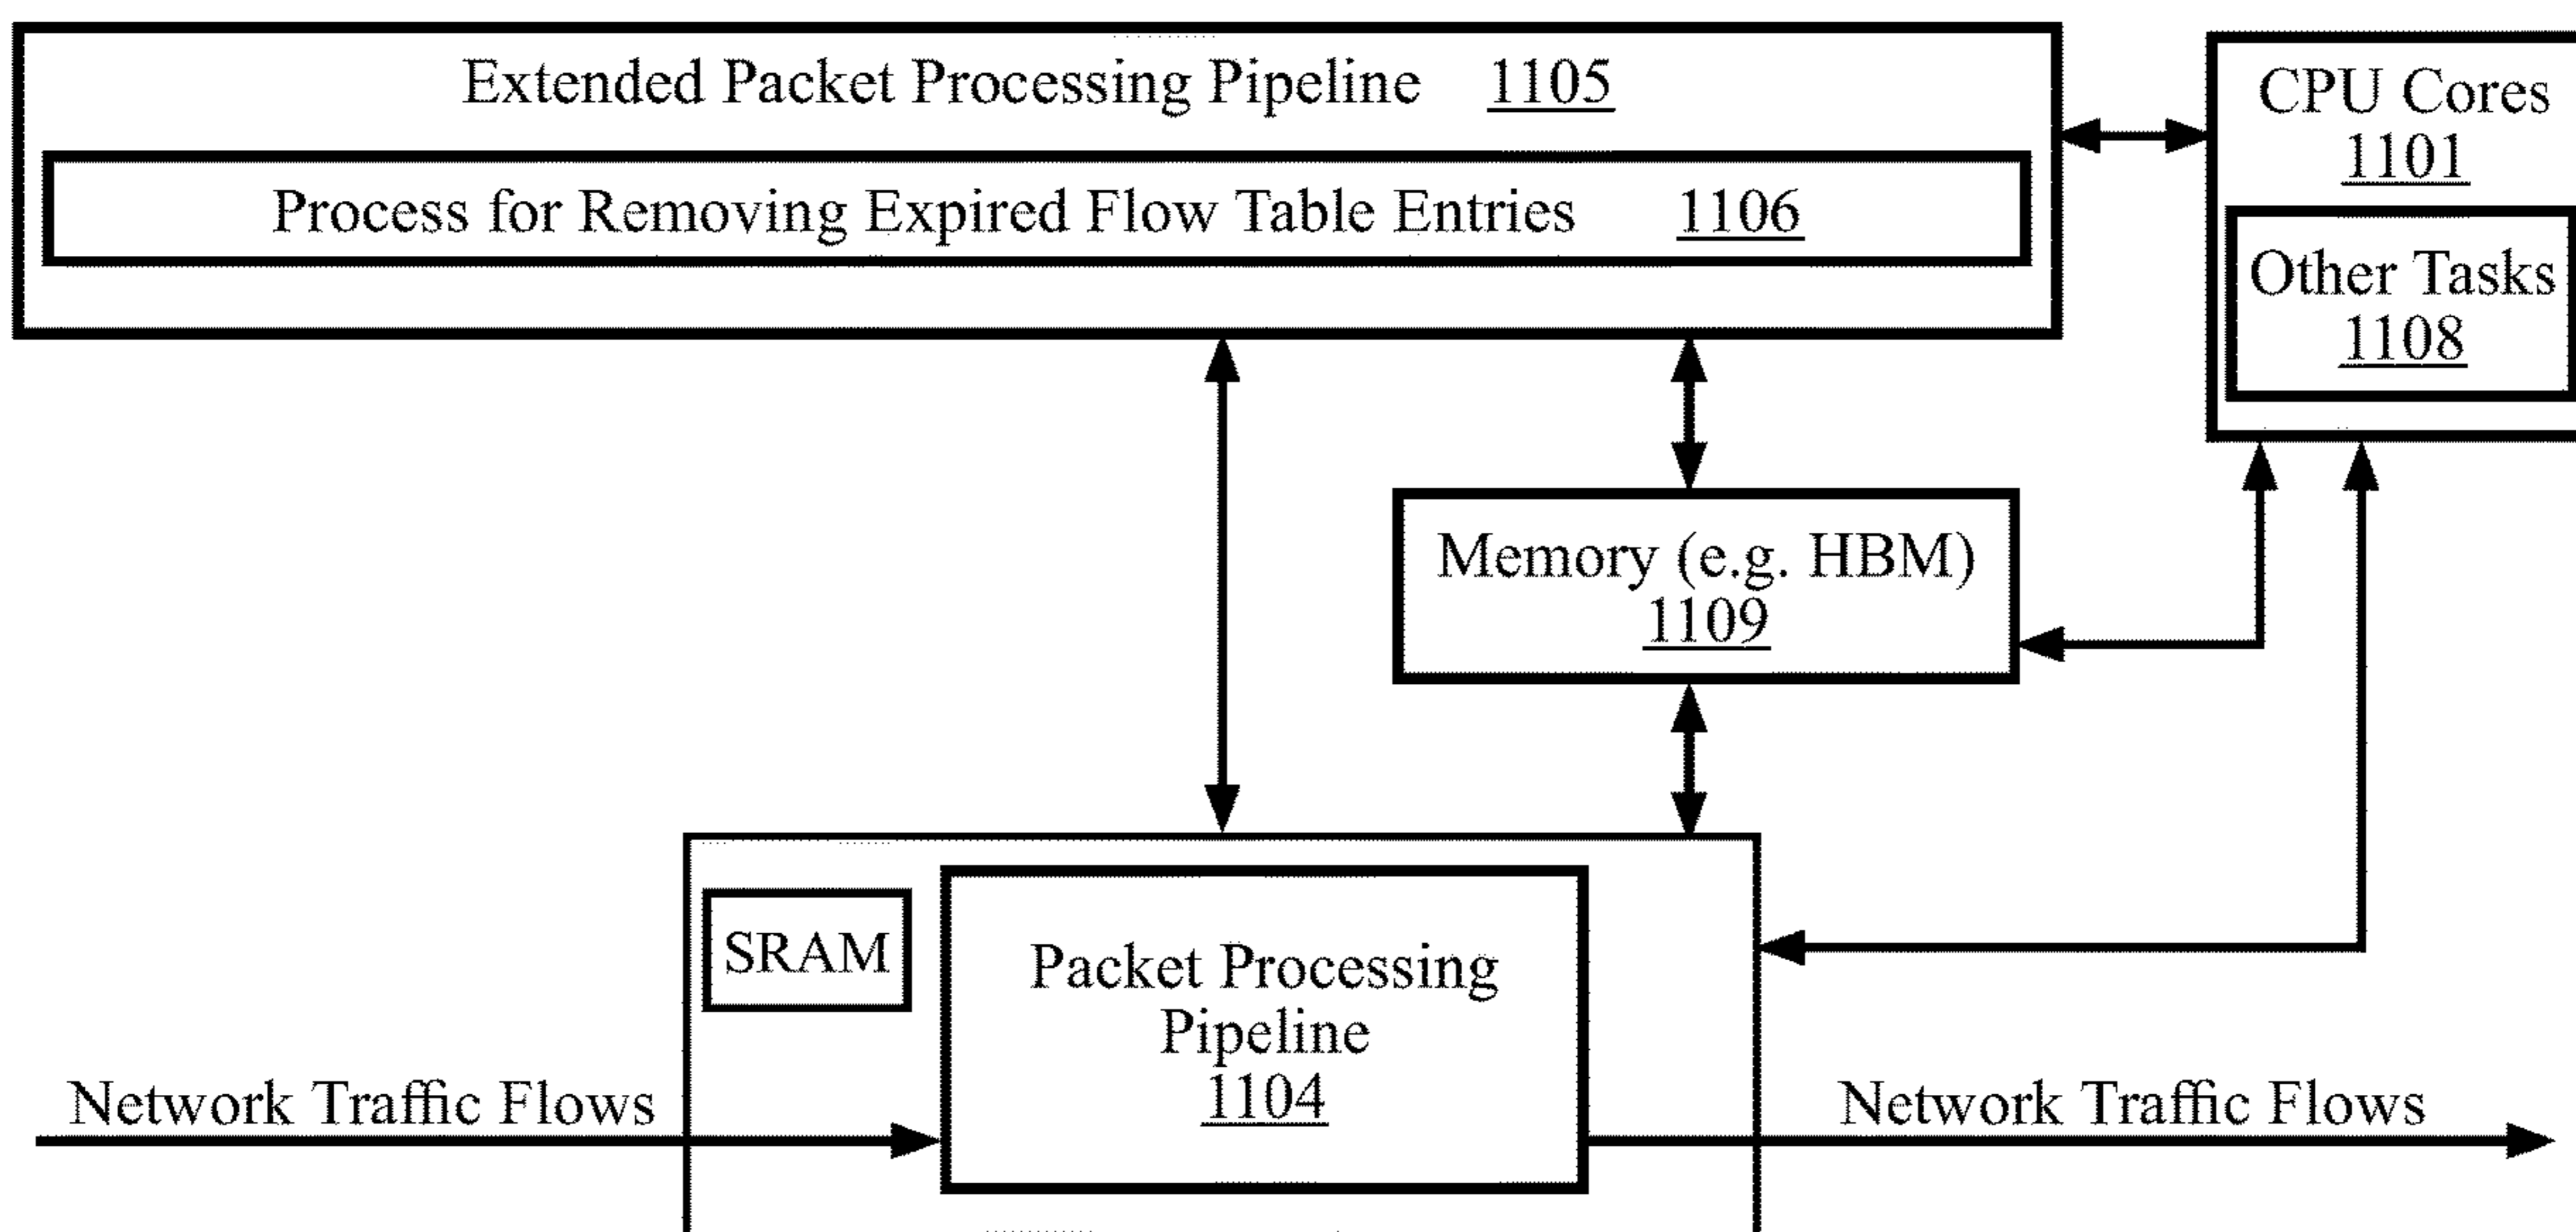 Extended Packet Processing Pipeline 1105
Process for Removing Expired Flow Table Entries 1106
CPU Cores
1101
Other Tasks
1108
Memory (e.g. HBM)
1109
SRAM
Packet Processing
Pipeline
1104
Network Traffic Flows
Network Traffic Flows